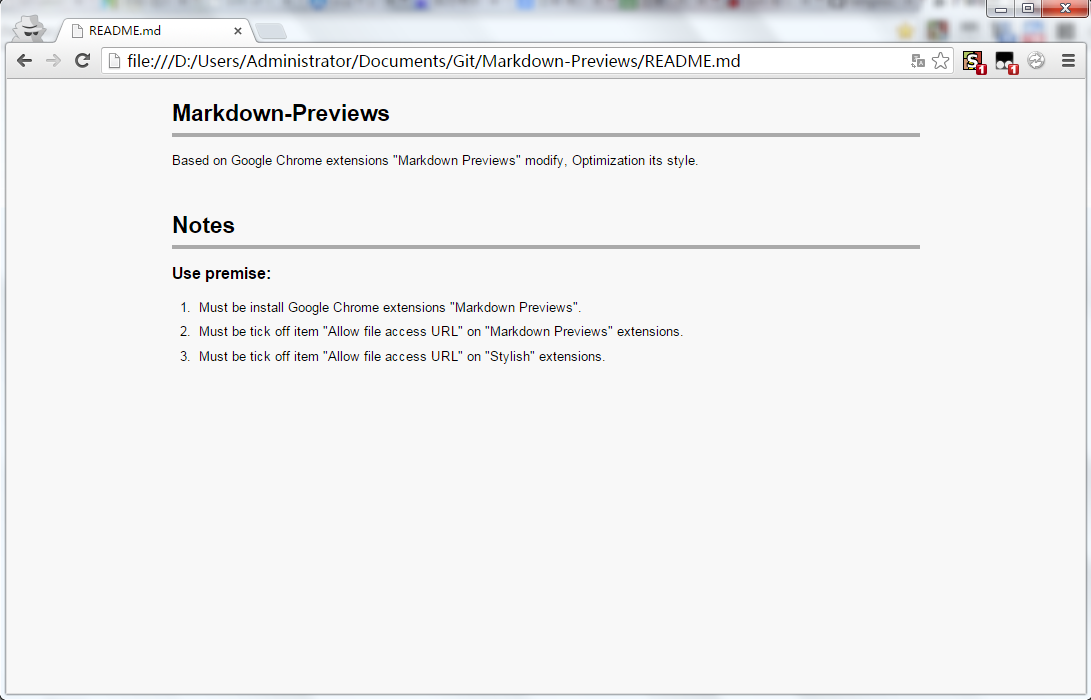 README.md
file:///D:/Users/Administrator/Documents/Git/Markdown-Previews/README.md
1
1
Markdown-Previews
Based on Google Chrome extensions "Markdown Previews" modify, Optimization its style.
Notes
Use premise:
1. Must be install Google Chrome extensions "Markdown Previews".
2. Must be tick off item "Allow file access URL" on "Markdown Previews" extensions.
3. Must be tick off item "Allow file access URL" on "Stylish" extensions.